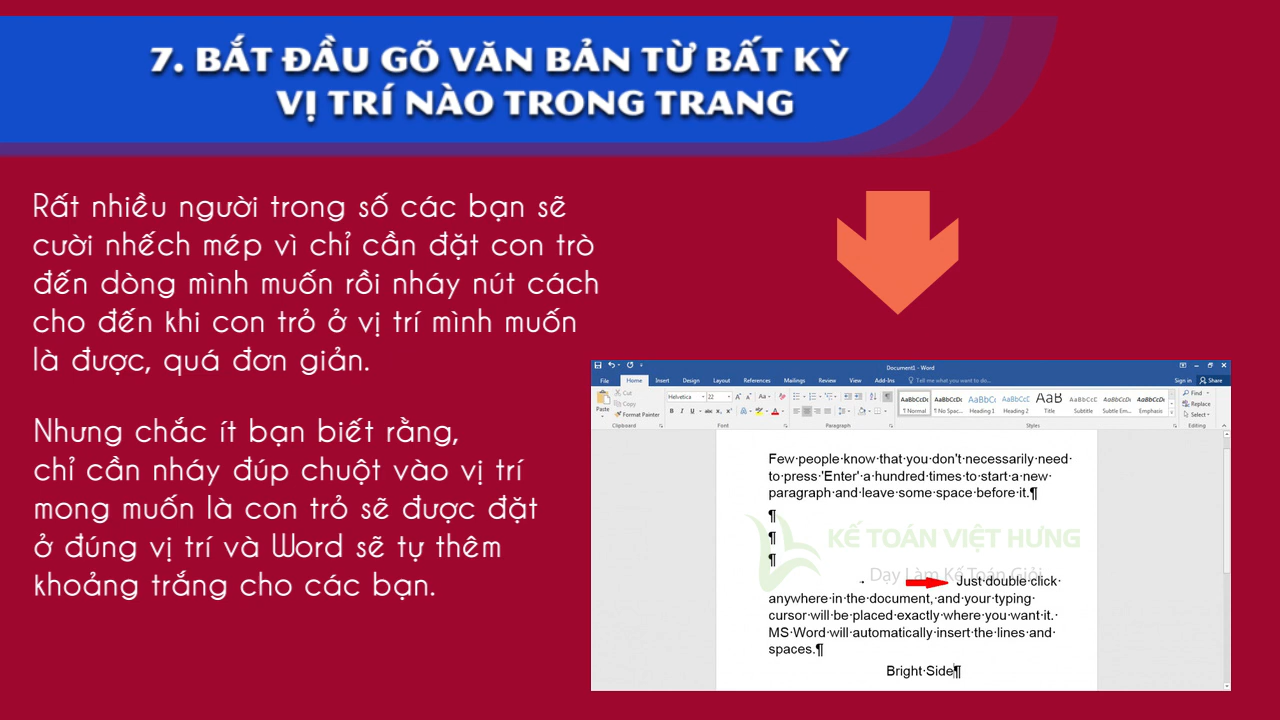 7. BẮT ĐẦU GÕ VĂN BẢN TỪ BẤT KỲ
VỊ TRÍ NÀO TRONG TRANG
Rất nhiều người trong số các bạn sẽ
cười nhếch mép vì chỉ cần đặt con trò
đến dòng mình muốn rồi nháy nút cách
cho đến khi con trỏ ở vị trí mình muốn
là được, quá đơn giản.
Nhưng chắc ít bạn biết rằng,
chỉ cần nháy đúp chuột vào vị trí
mong muốn là con trỏ sẽ được đặt
ở đúng vị trí và Word sẽ tự thêm
khoảng trắng cho các bạn.
Document1 - Word
Sign in Share
File Home Insert Design Layout References Mailings Review View Add-Ins Tell me what you want to do...
Paste Cut Copy Format Painter
Helvetica 22
AaBbCcDc AaBbCcDc AaBbCc AaBbCcC AaB AaBbCcD AaBbCcDc AaBbCcDc
¶ Normal ¶ No Spac... Heading 1 Heading 2 Title Subtitle Subtle Em... Emphasis
Find Replace Select
Clipboard Font Paragraph Styles Editing
Few·people·know·that·you·don't·necessarily·need·
to·press·'Enter'·a·hundred·times·to·start·a·new·
paragraph·and·leave·some·space·before·it.¶
¶
¶
¶
KẾ TOÁN VIỆT HƯNG
Dạy Làm Kế Toán Giỏi
Just·double·click·
anywhere·in·the·document,·and·your·typing·
cursor·will·be·placed·exactly·where·you·want·it.·
MS·Word·will·automatically·insert·the·lines·and·
spaces.¶
Bright·Side¶